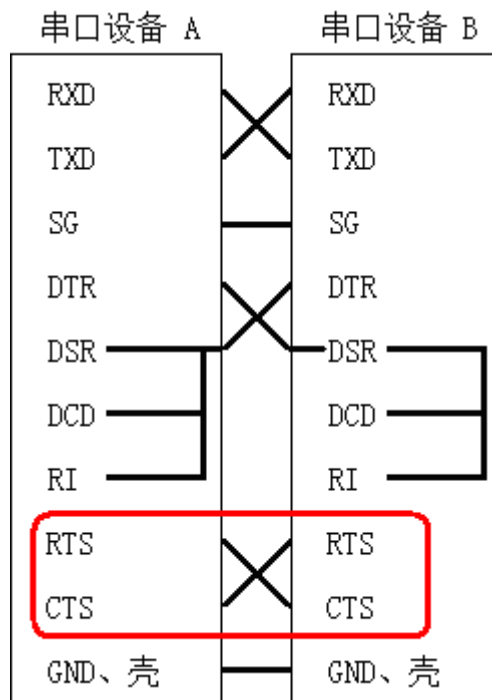 串口设备 A 串口设备 B
RXD RXD
TXD TXD
SG SG
DTR DTR
DSR DSR
DCD DCD
RI RI
RTS RTS
CTS CTS
GND、壳 GND、壳